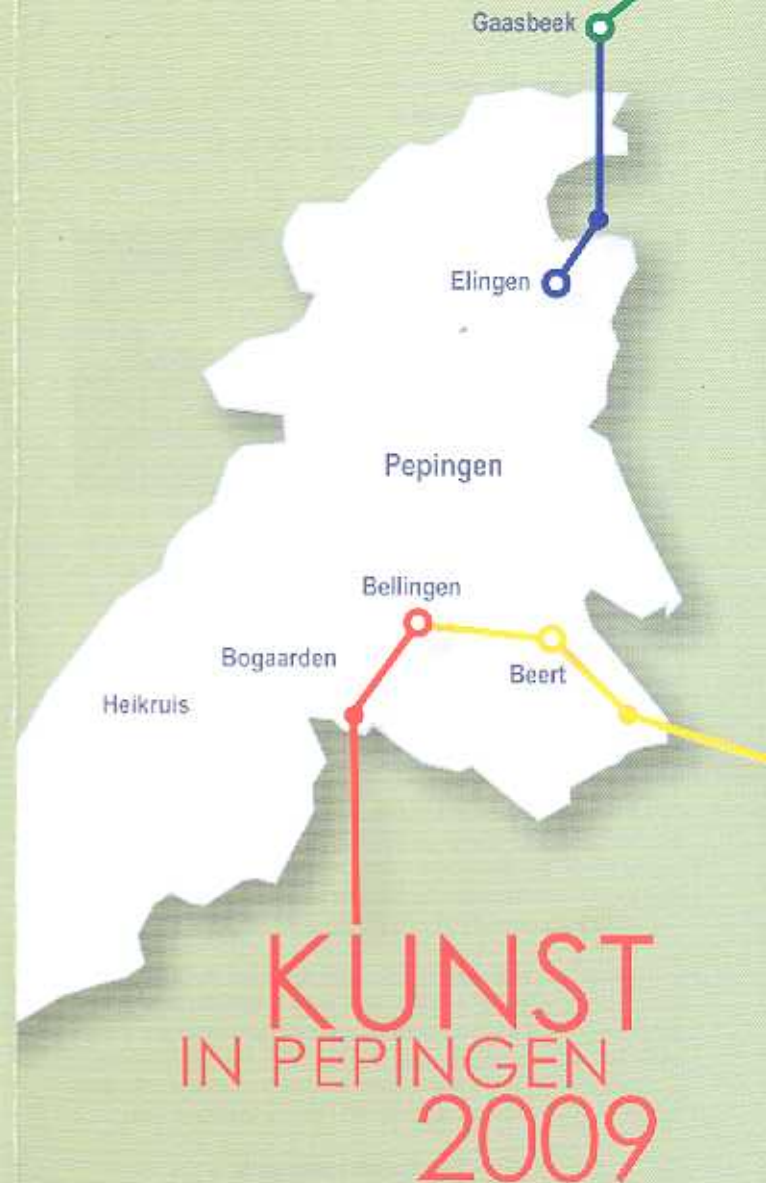 Gaasbeek
Elingen
Pepingen
Bellingen
Bogaarden
Beert
Heikruis
KUNST
IN PEPINGEN
2009